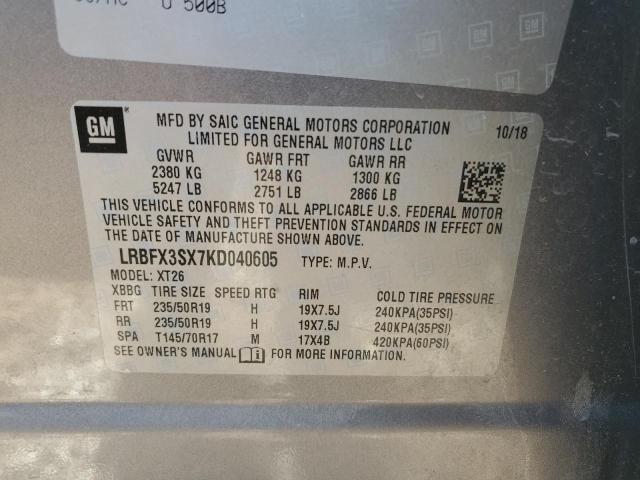 U 500B
GM
MFD BY SAIC GENERAL MOTORS CORPORATION 10/18
LIMITED FOR GENERAL MOTORS LLC
GVWR GAWR FRT GAWR RR
2380 KG 1248 KG 1300 KG
5247 LB 2751 LB 2866 LB
THIS VEHICLE CONFORMS TO ALL APPLICABLE U.S. FEDERAL MOTOR
VEHICLE SAFETY AND THEFT PREVENTION STANDARDS IN EFFECT ON
THE DATE OF MANUFACTURE SHOWN ABOVE.
LRBFX3SX7KD040605 TYPE: M.P.V.
MODEL: XT26
XBBG TIRE SIZE SPEED RTG RIM COLD TIRE PRESSURE
FRT 235/50R19 H 19X7.5J 240KPA(35PSI)
RR 235/50R19 H 19X7.5J 240KPA(35PSI)
SPA T145/70R17 M 17X4B 420KPA(60PSI)
SEE OWNER'S MANUAL FOR MORE INFORMATION.